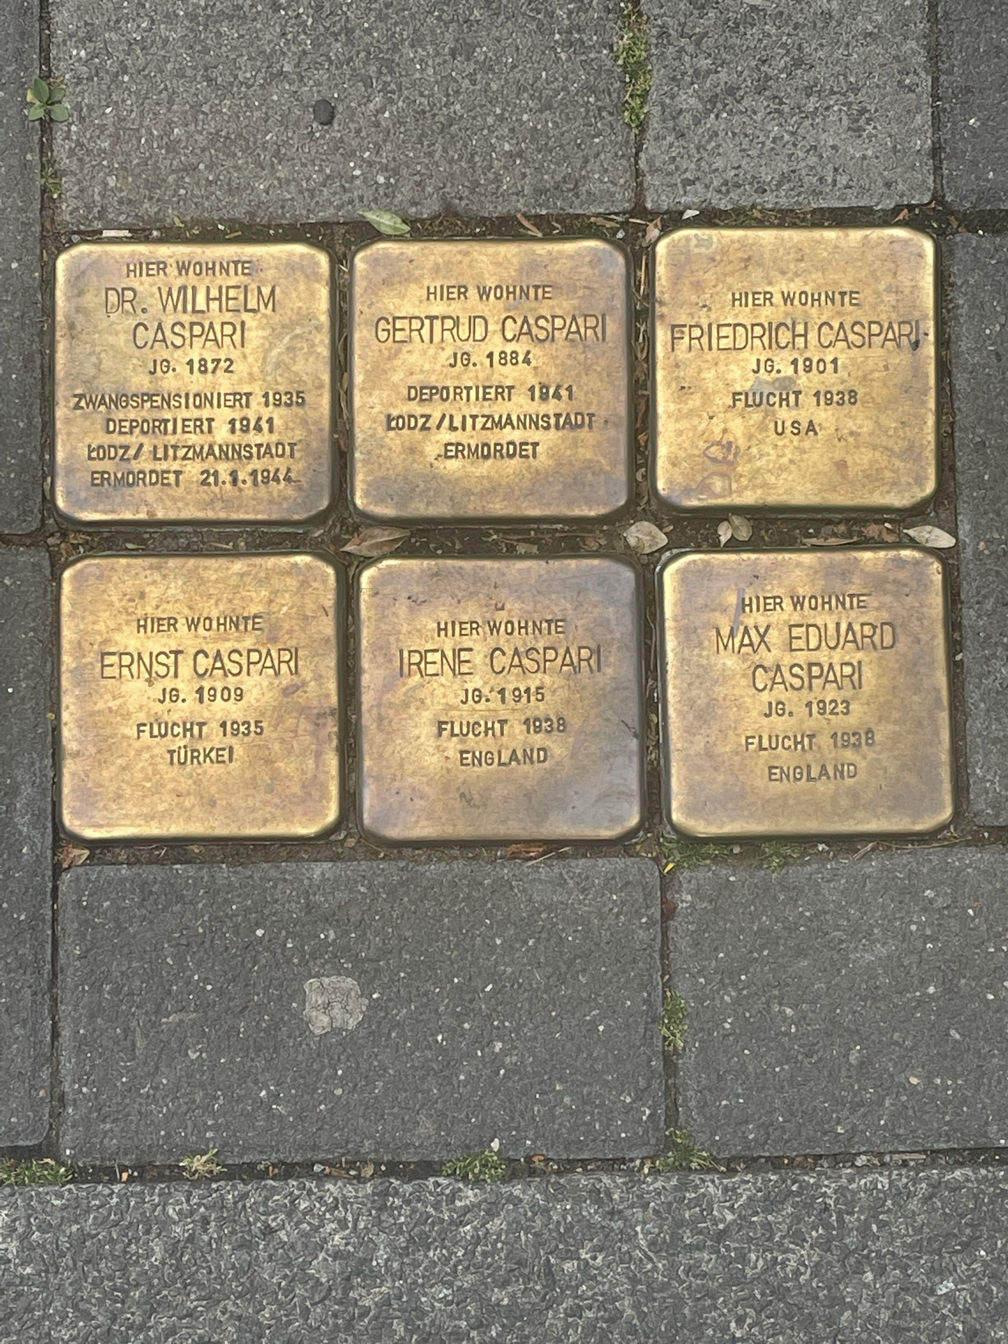 HIER WOHNTE
DR. WILHELM
CASPARI
JG. 1872
ZWANGSPENSIONIERT 1935
DEPORTIERT 1941
ŁODZ / LITZMANNSTADT
ERMORDET 21.1.1944
HIER WOHNTE
GERTRUD CASPARI
JG. 1884
DEPORTIERT 1941
ŁODZ / LITZMANNSTADT
ERMORDET
HIER WOHNTE
FRIEDRICH CASPARI
JG. 1901
FLUCHT 1938
USA
HIER WOHNTE
ERNST CASPARI
JG. 1909
FLUCHT 1935
TÜRKEI
HIER WOHNTE
IRENE CASPARI
JG. 1915
FLUCHT 1938
ENGLAND
HIER WOHNTE
MAX EDUARD
CASPARI
JG. 1923
FLUCHT 1938
ENGLAND